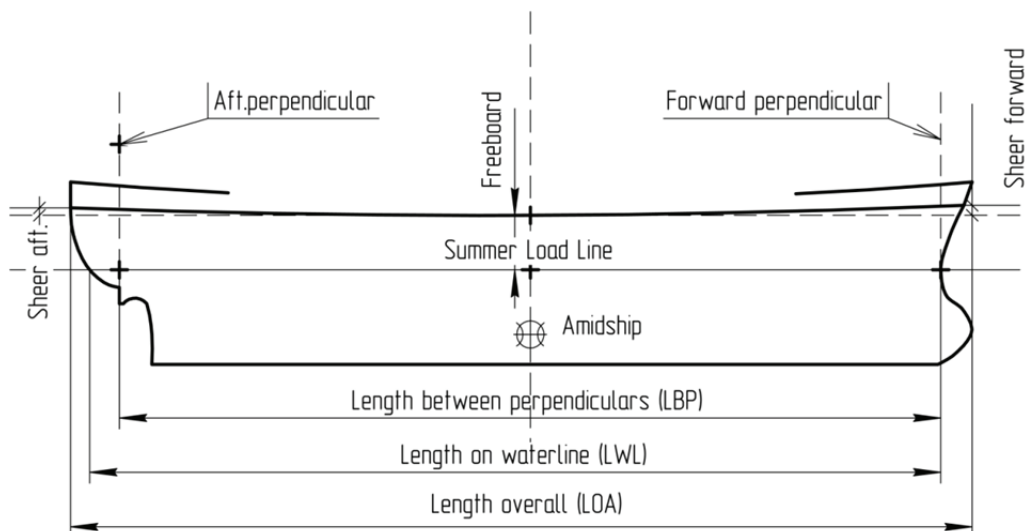 Aft.perpendicular
Forward perpendicular
Freeboard
Sheer forward
Sheer aft.
Summer Load Line
Amidship
Length between perpendiculars (LBP)
Length on waterline (LWL)
Length overall (LOA)